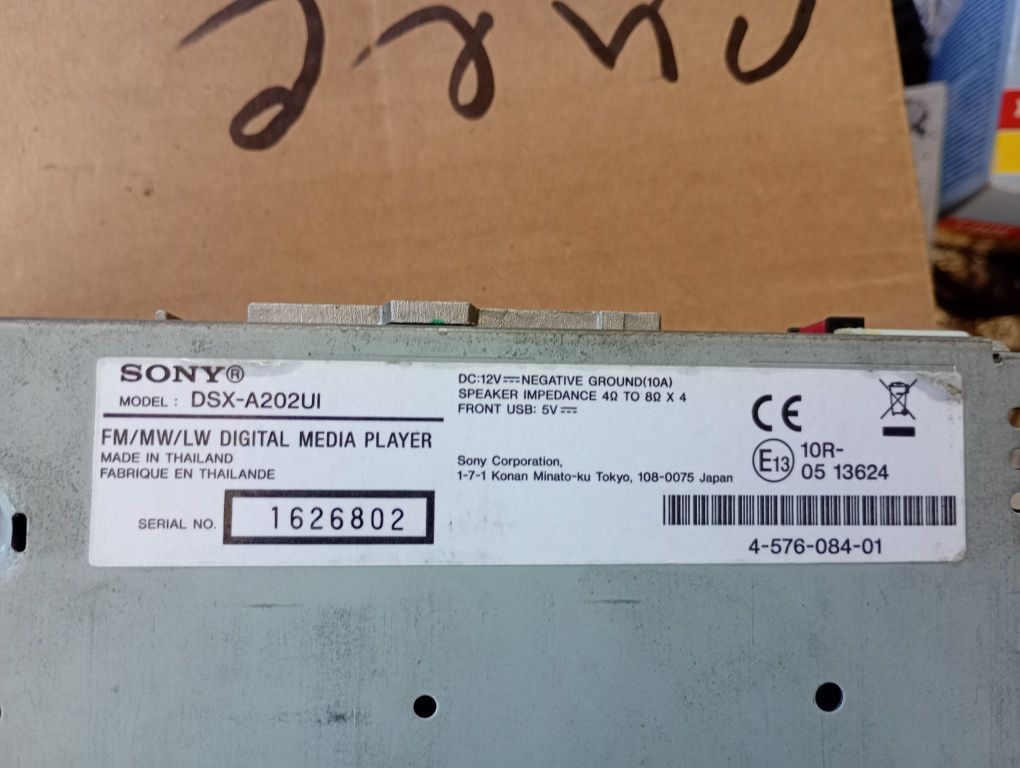 SONY®
MODEL : DSX-A202UI
FM/MW/LW DIGITAL MEDIA PLAYER
MADE IN THAILAND
FABRIQUE EN THAILANDE
SERIAL NO. 1626802
DC:12V⎓NEGATIVE GROUND(10A)
SPEAKER IMPEDANCE 4Ω TO 8Ω X 4
FRONT USB: 5V⎓
Sony Corporation,
1-7-1 Konan Minato-ku Tokyo, 108-0075 Japan
CE
E13 10R-
05 13624
4-576-084-01